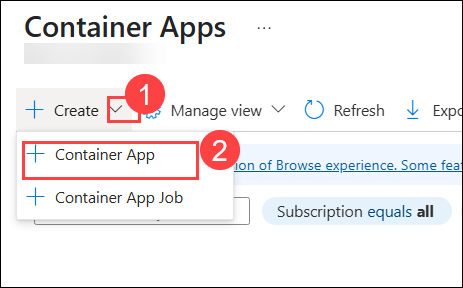 Container Apps ...
+ Create 1 Manage view Refresh Expo
+ Container App 2
ion of Browse experience. Some feat
+ Container App Job
Subscription equals all